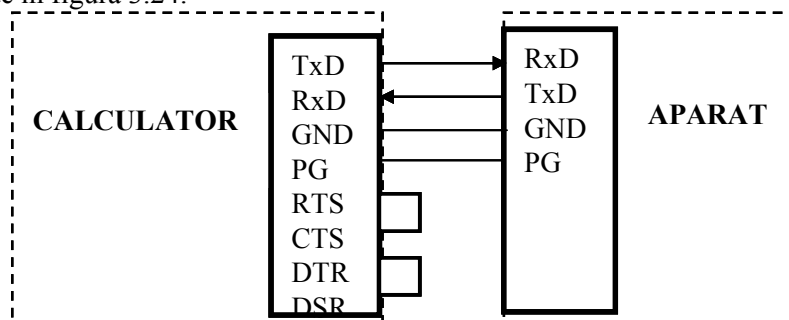 in figura 3.24.
CALCULATOR
TxD
RxD
GND
PG
RTS
CTS
DTR
DSR
RxD
TxD
GND
PG
APARAT